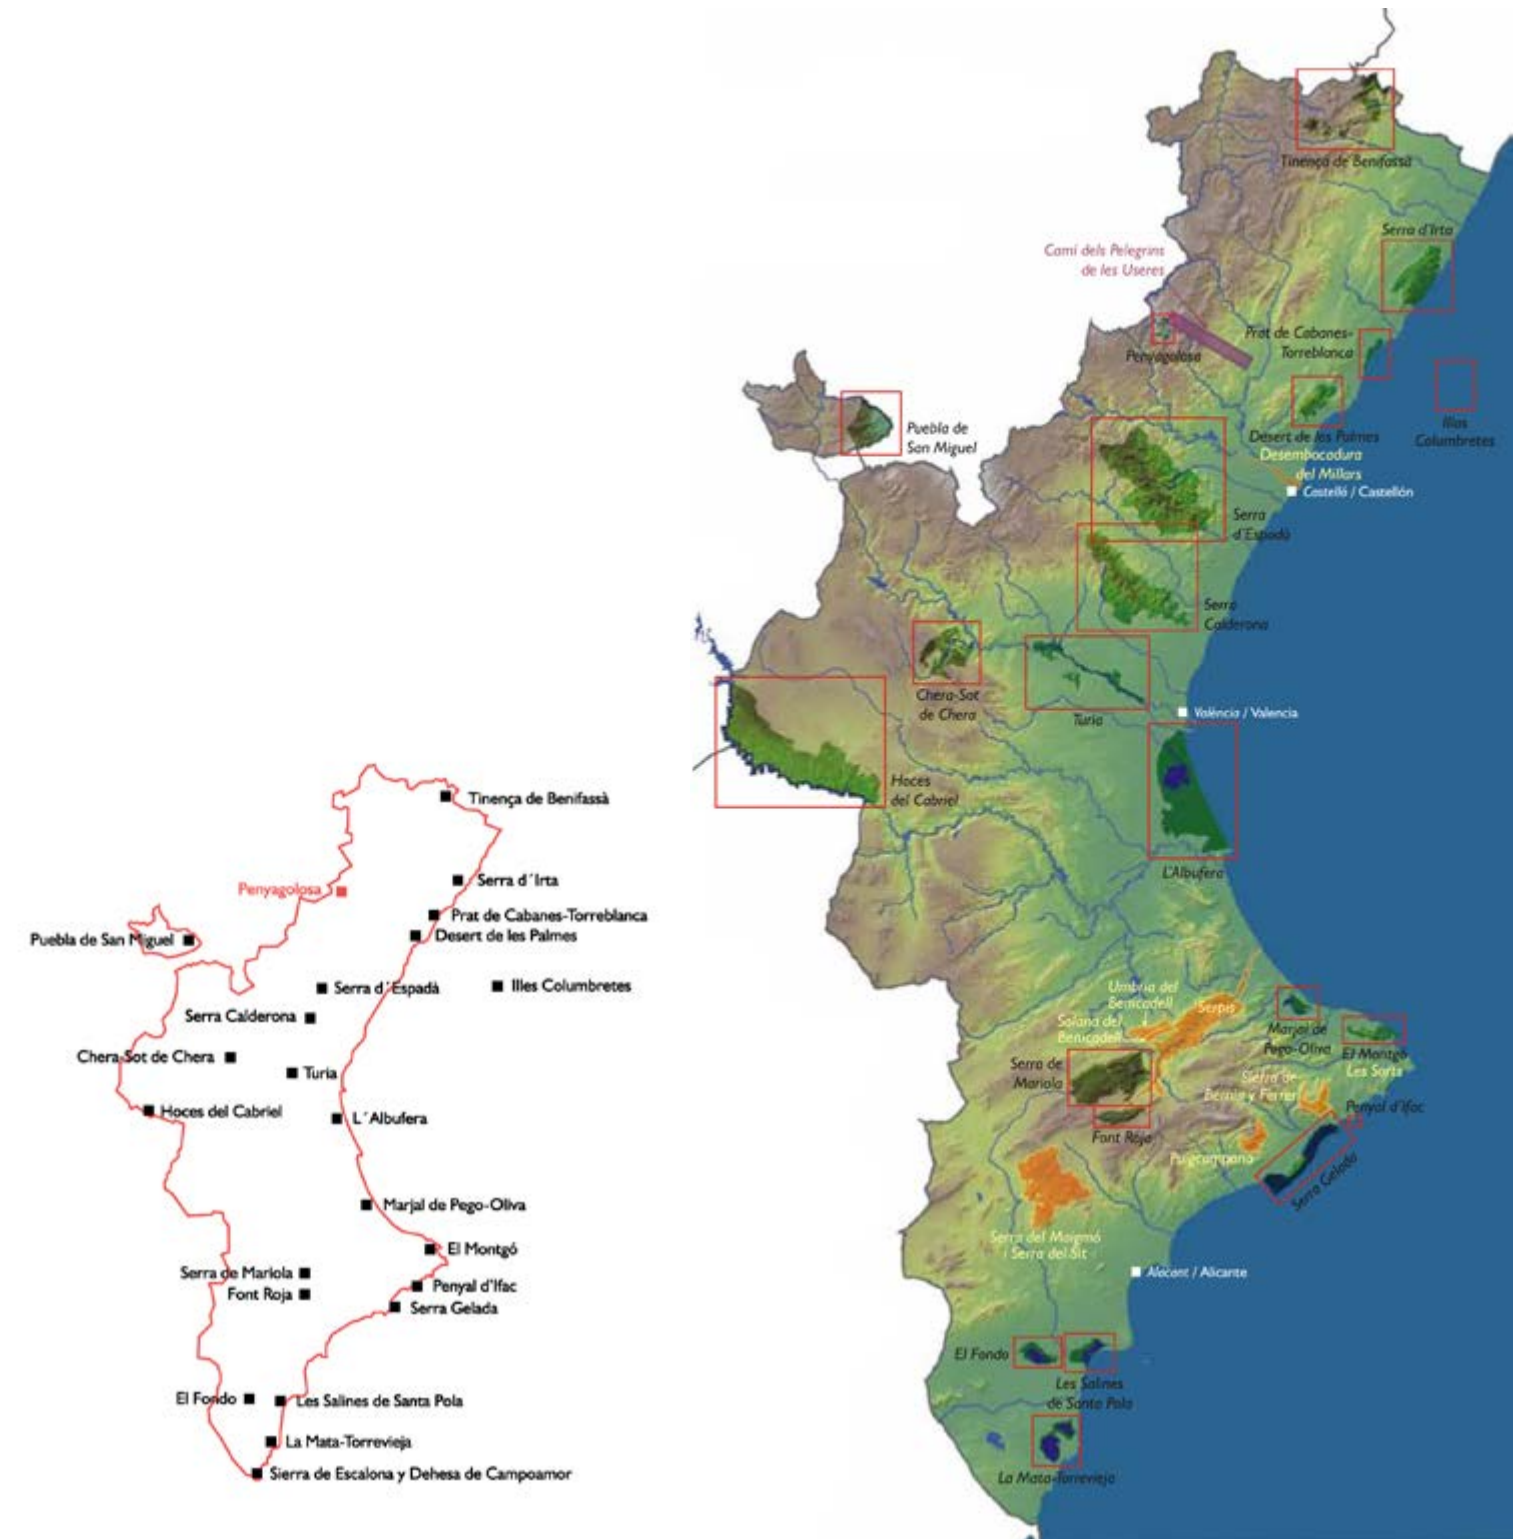 Tinença de Benifassà
Serra d´Irta
Penyagolosa
Prat de Cabanes-Torreblanca
Puebla de San Miguel
Desert de les Palmes
Serra d´Espadà
Illes Columbretes
Serra Calderona
Chera-Sot de Chera
Turia
Hoces del Cabriel
L´Albufera
Marjal de Pego-Oliva
El Montgó
Serra de Mariola
Penyal d'Ifac
Font Roja
Serra Gelada
El Fondo
Les Salines de Santa Pola
La Mata-Torrevieja
Sierra de Escalona y Dehesa de Campoamor
Tinença de Benifassà
Serra d'Irta
Camí dels Pelegrins
de les Useres
Prat de Cabanes-
Torreblanca
Penyagolosa
Illas
Columbretes
Puebla de
San Miguel
Desert de les Palmes
Desembocadura
del Millars
Castelló / Castellón
Serra
d'Espadà
Serra
Calderona
Chera-Sot
de Chera
Turia
València / Valencia
Hoces
del Cabriel
L'Albufera
Umbría del
Benicadell
Serpis
Solana del
Benicadell
Marjal de
Pego-Oliva
El Montgó
Les Sorts
Serra de
Mariola
Sierra de
Bernia y Ferrer
Penyal d'Ifac
Font Roja
Puigcampana
Serra Gelada
Serra del Maigmó
i Serra del Sit
Alacant / Alicante
El Fondo
Les Salines
de Santa Pola
La Mata-Torrevieja